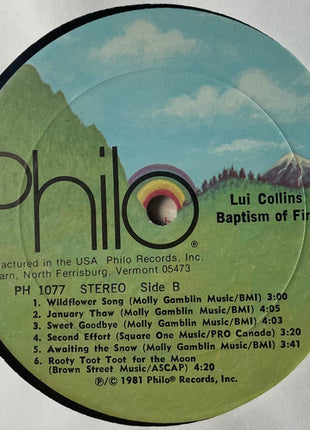 Philo®
Lui Collins
Baptism of Fir
factured in the USA Philo Records, Inc.
arn, North Ferrisburg, Vermont 05473
PH 1077 STEREO Side B
1. Wildflower Song (Molly Gamblin Music/BMI) 3:00
2. January Thaw (Molly Gamblin Music/BMI) 4:05
3. Sweet Goodbye (Molly Gamblin Music/BMI) 4:03
4. Second Effort (Square One Music/PRO Canada) 3:20
5. Awaiting the Snow (Molly Gamblin Music/BMI) 3:41
6. Rooty Toot Toot for the Moon
(Brown Street Music/ASCAP) 4:20
℗/© 1981 Philo® Records, Inc.